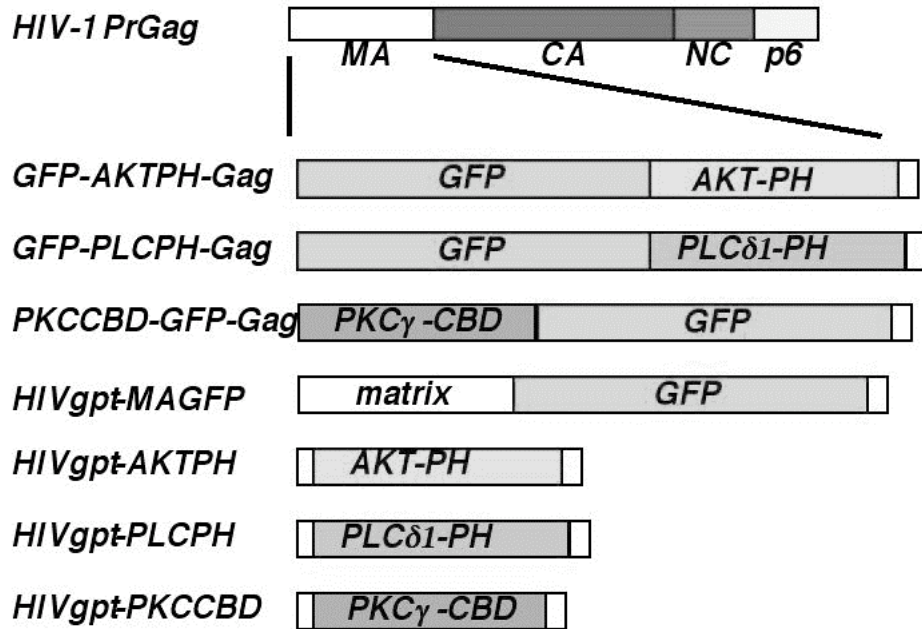 HIV-1 PrGag
MA CA NC p6
GFP-AKTPH-Gag GFP AKT-PH
GFP-PLCPH-Gag GFP PLCδ1-PH
PKCCBD-GFP-Gag PKCγ-CBD GFP
HIVgpt-MAGFP matrix GFP
HIVgpt-AKTPH AKT-PH
HIVgpt-PLCPH PLCδ1-PH
HIVgpt-PKCCBD PKCγ-CBD